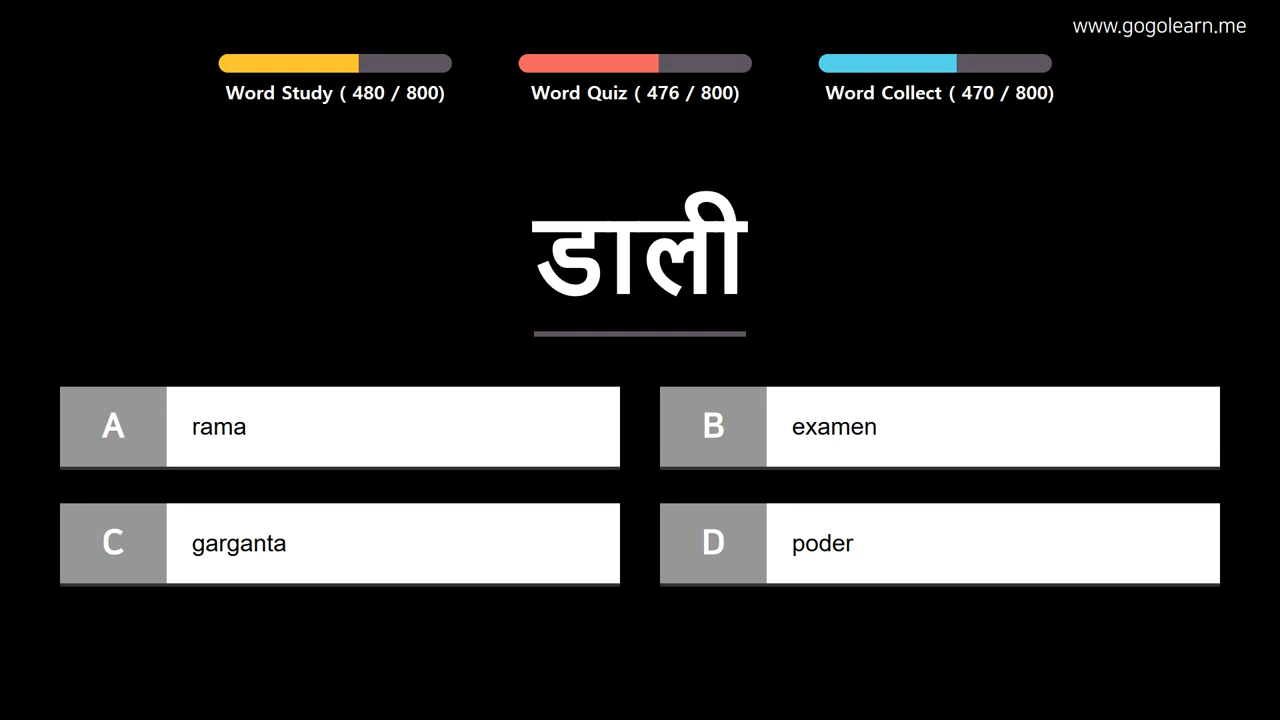 www.gogolearn.me
Word Study ( 480 / 800)
Word Quiz ( 476 / 800)
Word Collect ( 470 / 800)
डाली
A rama
B examen
C garganta
D poder